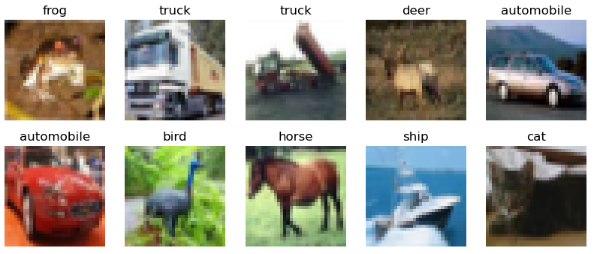 frog truck truck deer automobile
automobile bird horse ship cat